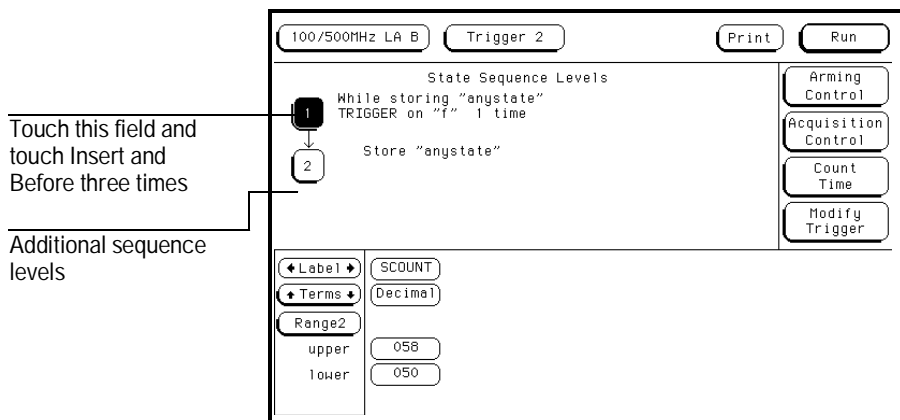 100/500MHz LA B
Trigger 2
Print
Run
State Sequence Levels
1
While storing "anystate"
TRIGGER on "f" 1 time
2
Store "anystate"
Arming
Control
Acquisition
Control
Count
Time
Modify
Trigger
Touch this field and
touch Insert and
Before three times
Additional sequence
levels
Label
SCOUNT
Terms
Decimal
Range2
upper
058
lower
050